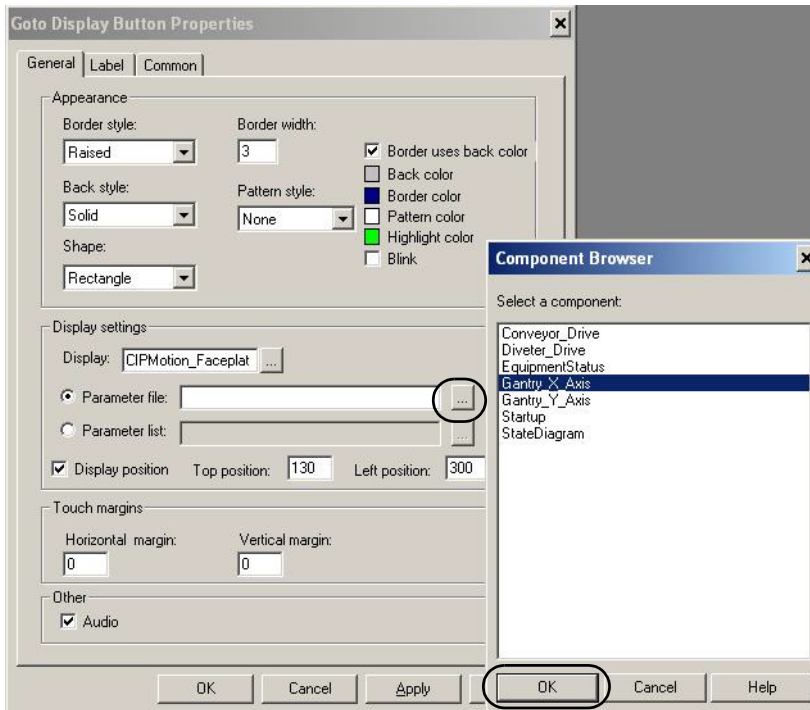 Goto Display Button Properties
General Label Common
Appearance
Border style:
Raised
Border width:
3
Back style:
Solid
Pattern style:
None
Shape:
Rectangle
Border uses back color
Back color
Border color
Pattern color
Highlight color
Blink
Display settings
Display: CIPMotion_Faceplat ...
Parameter file: ...
Parameter list: ...
Display position Top position: 130 Left position: 300
Touch margins
Horizontal margin:
0
Vertical margin:
0
Other
Audio
OK Cancel Apply
Component Browser
Select a component:
Conveyor_Drive
Diveter_Drive
EquipmentStatus
Gantry_X_Axis
Gantry_Y_Axis
Startup
StateDiagram
OK Cancel Help